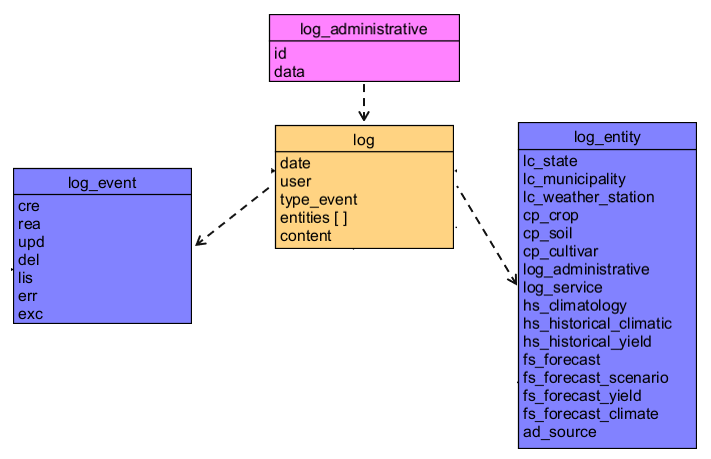 log_administrative
id
data
log
date
user
type_event
entities [ ]
content
log_event
cre
rea
upd
del
lis
err
exc
log_entity
lc_state
lc_municipality
lc_weather_station
cp_crop
cp_soil
cp_cultivar
log_administrative
log_service
hs_climatology
hs_historical_climatic
hs_historical_yield
fs_forecast
fs_forecast_scenario
fs_forecast_yield
fs_forecast_climate
ad_source